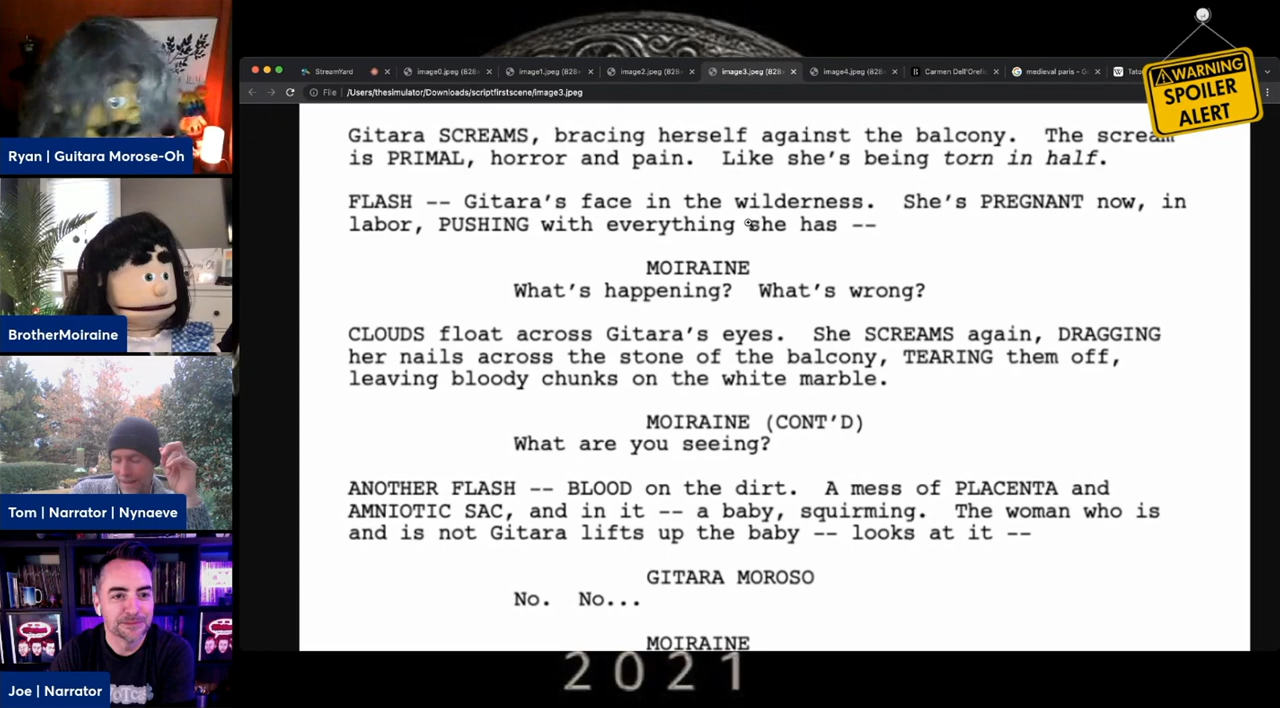 Ryan | Guitara Morose-Oh
BrotherMoiraine
Tom | Narrator | Nynaeve
Joe | Narrator
StreamYard
image0.jpeg (828×
image1.jpeg (828×
image2.jpeg (828×
image3.jpeg (828×
image4.jpeg (828×
Carmen Dell'Orefi
medieval paris - G
File /Users/thesimulator/Downloads/scriptfirstscene/image3.jpeg
WARNING
SPOILER
ALERT
Gitara SCREAMS, bracing herself against the balcony. The scream
is PRIMAL, horror and pain. Like she's being torn in half.
FLASH -- Gitara's face in the wilderness. She's PREGNANT now, in
labor, PUSHING with everything she has --
MOIRAINE
What's happening? What's wrong?
CLOUDS float across Gitara's eyes. She SCREAMS again, DRAGGING
her nails across the stone of the balcony, TEARING them off,
leaving bloody chunks on the white marble.
MOIRAINE (CONT'D)
What are you seeing?
ANOTHER FLASH -- BLOOD on the dirt. A mess of PLACENTA and
AMNIOTIC SAC, and in it -- a baby, squirming. The woman who is
and is not Gitara lifts up the baby -- looks at it --
GITARA MOROSO
No. No...
MOIRAINE
2021